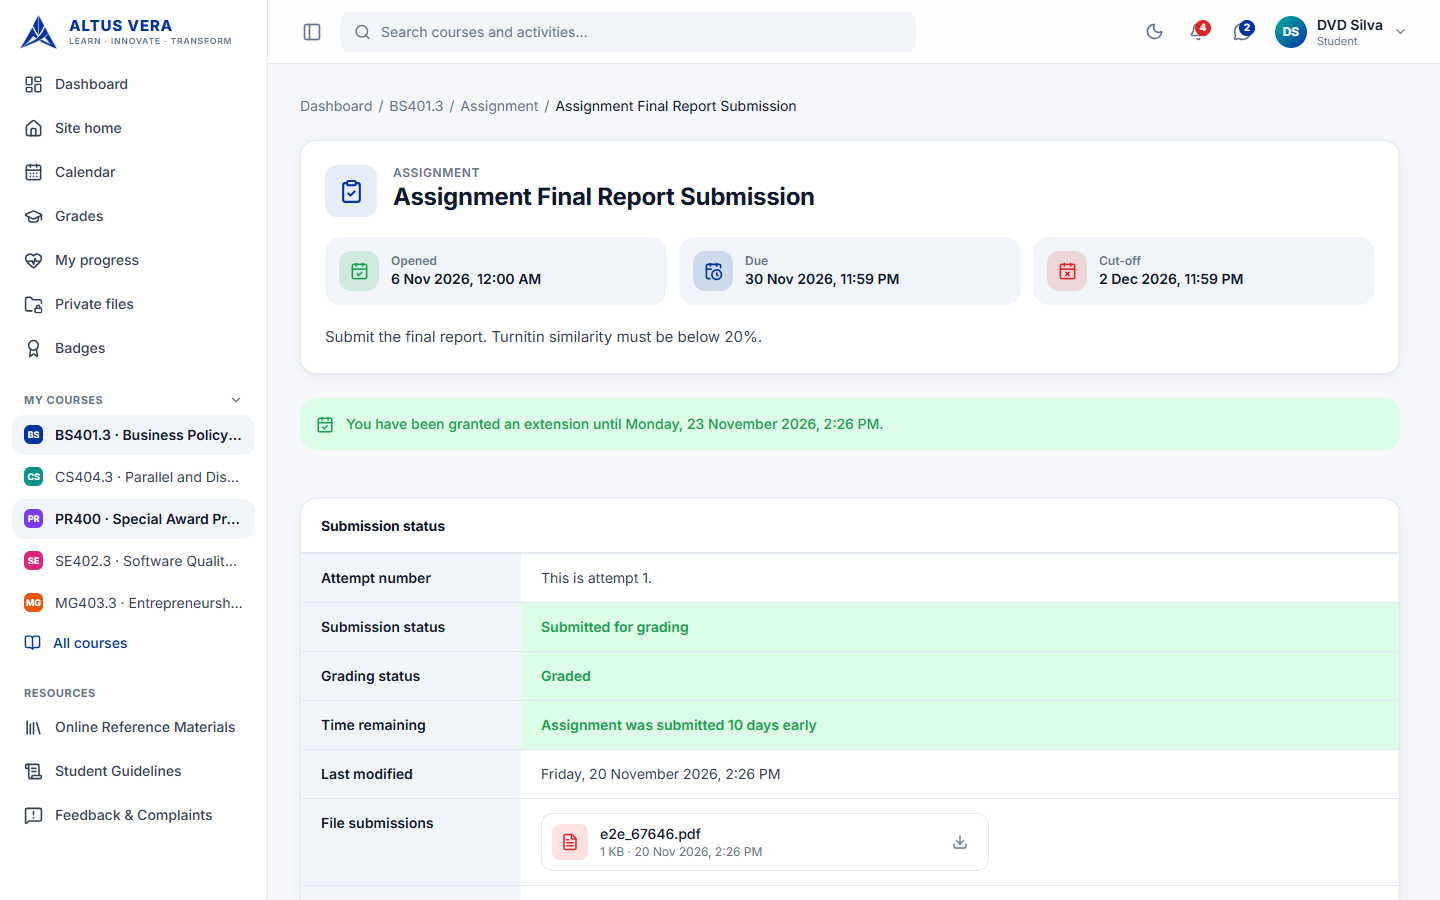 ALTUS VERA
LEARN · INNOVATE · TRANSFORM
Search courses and activities...
4
2
DS
DVD Silva
Student
Dashboard
Site home
Calendar
Grades
My progress
Private files
Badges
MY COURSES
BS BS401.3 · Business Policy...
CS CS404.3 · Parallel and Dis...
PR PR400 · Special Award Pr...
SE SE402.3 · Software Qualit...
MG MG403.3 · Entrepreneursh...
All courses
RESOURCES
Online Reference Materials
Student Guidelines
Feedback & Complaints
Dashboard / BS401.3 / Assignment / Assignment Final Report Submission
ASSIGNMENT
Assignment Final Report Submission
Opened
6 Nov 2026, 12:00 AM
Due
30 Nov 2026, 11:59 PM
Cut-off
2 Dec 2026, 11:59 PM
Submit the final report. Turnitin similarity must be below 20%.
You have been granted an extension until Monday, 23 November 2026, 2:26 PM.
Submission status
Attempt number This is attempt 1.
Submission status Submitted for grading
Grading status Graded
Time remaining Assignment was submitted 10 days early
Last modified Friday, 20 November 2026, 2:26 PM
File submissions e2e_67646.pdf
1 KB · 20 Nov 2026, 2:26 PM